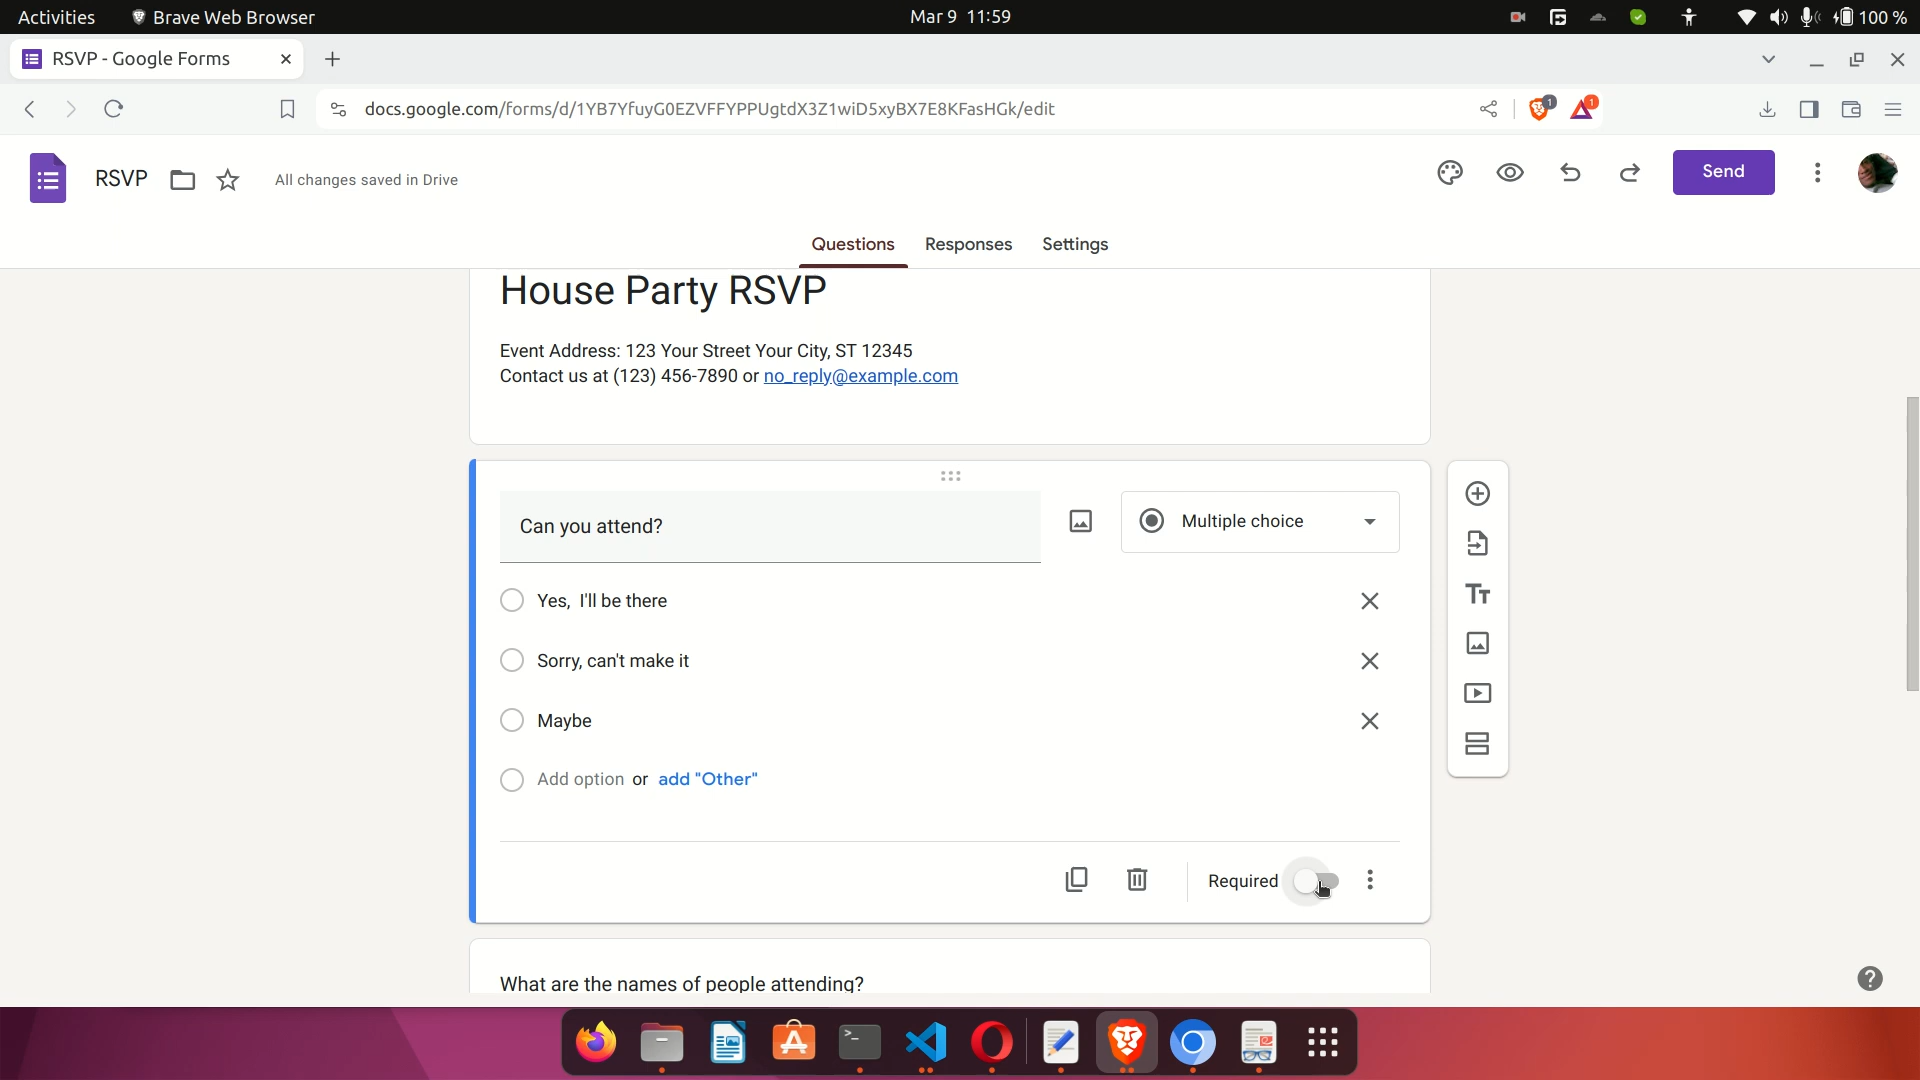 Activities Brave Web Browser Mar 9 11:59 100 %
RSVP - Google Forms
docs.google.com/forms/d/1YB7YfuyG0EZVFFYPPUgtdX3Z1wiD5xyBX7E8KFasHGk/edit 1 1
RSVP All changes saved in Drive Send
Questions Responses Settings
House Party RSVP
Event Address: 123 Your Street Your City, ST 12345
Contact us at (123) 456-7890 or no_reply@example.com
Can you attend? Multiple choice
Yes, I'll be there
Sorry, can't make it
Maybe
Add option or add "Other"
Required
What are the names of people attending?